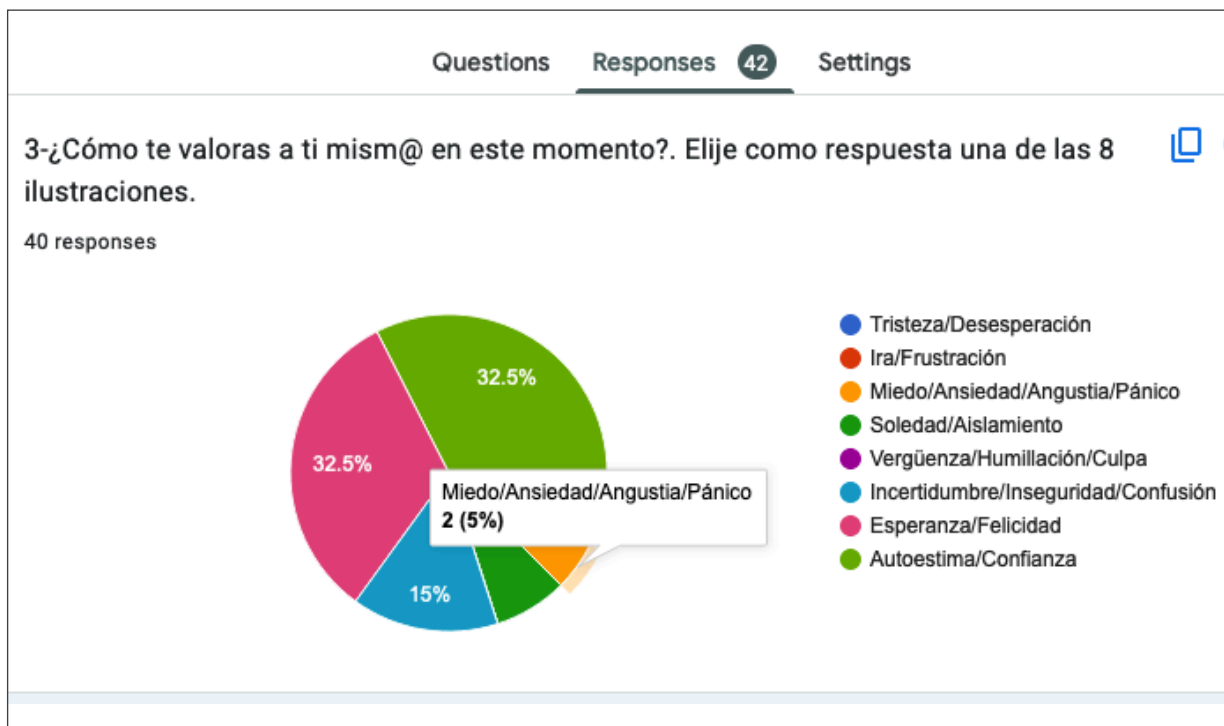 Questions Responses 42 Settings
3-¿Cómo te valoras a ti mism@ en este momento?. Elije como respuesta una de las 8
ilustraciones.
40 responses
32.5%
32.5%
15%
Miedo/Ansiedad/Angustia/Pánico
2 (5%)
Tristeza/Desesperación
Ira/Frustración
Miedo/Ansiedad/Angustia/Pánico
Soledad/Aislamiento
Vergüenza/Humillación/Culpa
Incertidumbre/Inseguridad/Confusión
Esperanza/Felicidad
Autoestima/Confianza